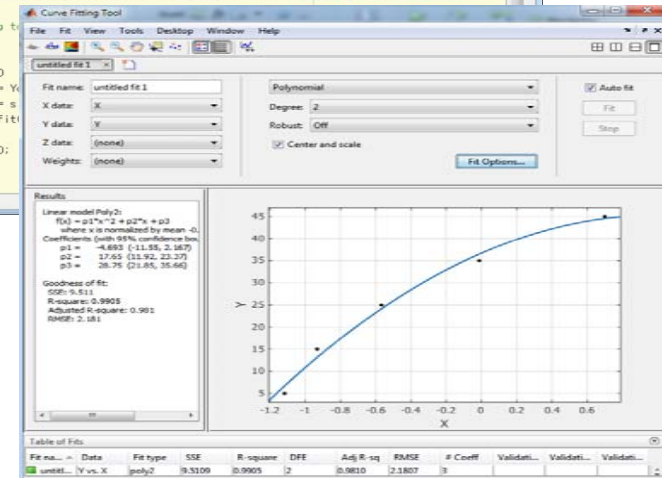 Curve Fitting Tool
File Fit View Tools Desktop Window Help
untitled fit 1
Fit name: untitled fit 1
X data: X
Y data: Y
Z data: (none)
Weights: (none)
Polynomial
Degree: 2
Robust: Off
Center and scale
Fit Options...
Auto fit
Fit
Stop
Results
Linear model Poly2:
f(x) = p1*x^2 + p2*x + p3
where x is normalized by mean -0.
Coefficients (with 95% confidence bou
p1 = -4.693 (-11.55, 2.167)
p2 = 17.65 (11.92, 23.37)
p3 = 28.75 (21.85, 35.66)
Goodness of fit:
SSE: 9.511
R-square: 0.9905
Adjusted R-square: 0.981
RMSE: 2.181
45
40
35
30
25
20
15
10
5
Y
-1.2 -1 -0.8 -0.6 -0.4 -0.2 0 0.2 0.4 0.6
X
Table of Fits
Fit na... Data Fit type SSE R-square DFE Adj R-sq RMSE # Coeff Validati... Validati... Validati...
untitl... Y vs. X poly2 9.5109 0.9905 2 0.9810 2.1807 3